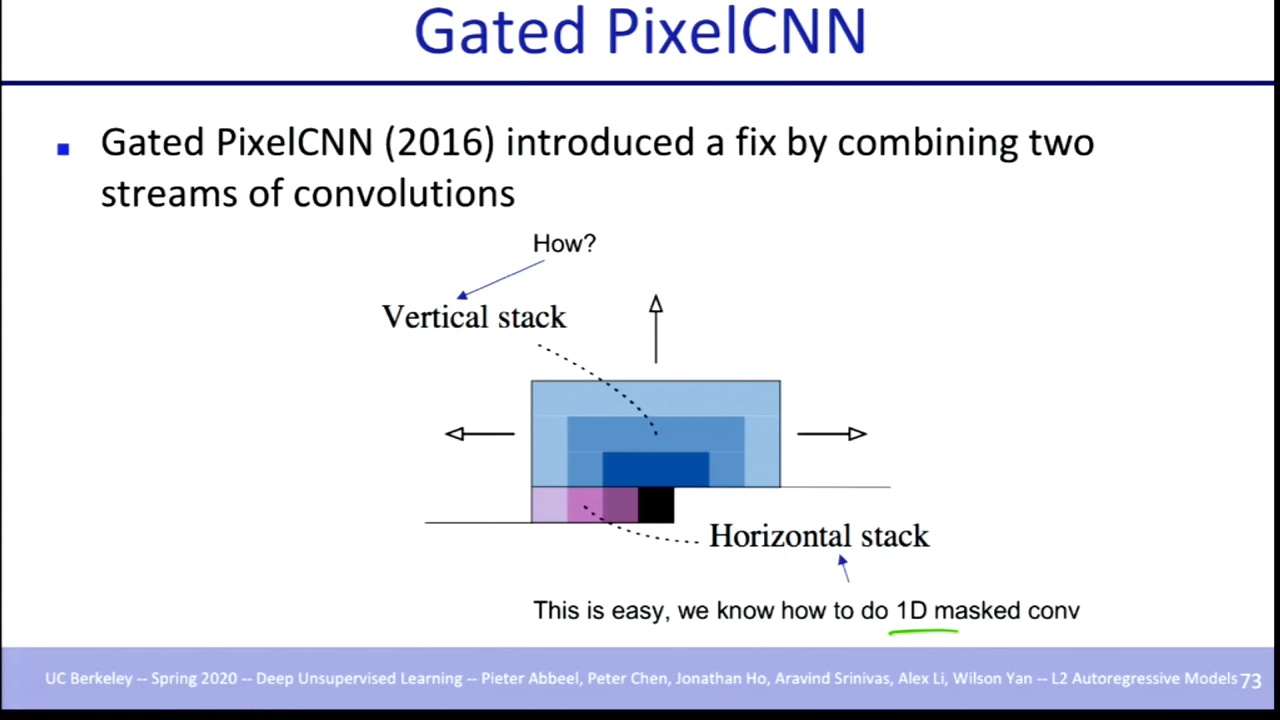 Gated PixelCNN
Gated PixelCNN (2016) introduced a fix by combining two
streams of convolutions
How?
Vertical stack
Horizontal stack
This is easy, we know how to do 1D masked conv
UC Berkeley -- Spring 2020 -- Deep Unsupervised Learning -- Pieter Abbeel, Peter Chen, Jonathan Ho, Aravind Srinivas, Alex Li, Wilson Yan -- L2 Autoregressive Models 73